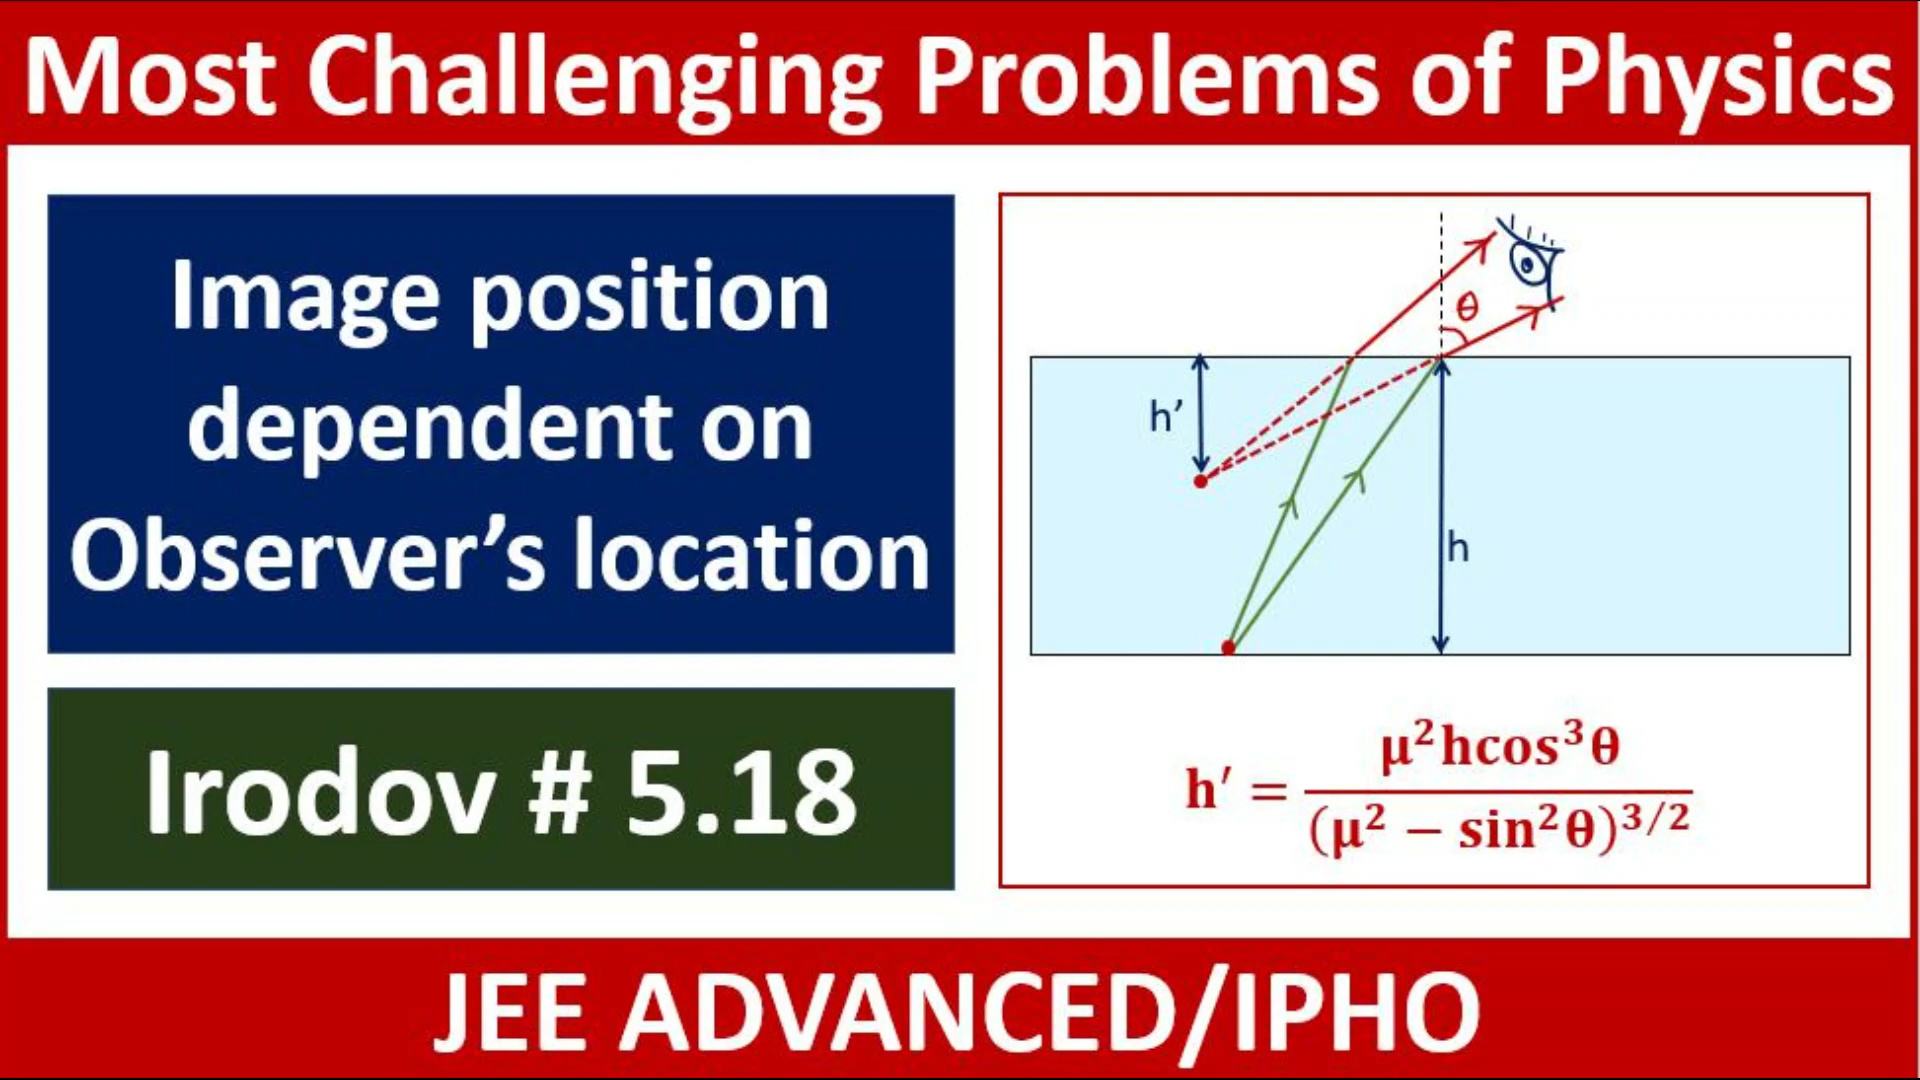 Most Challenging Problems of Physics
Image position
dependent on
Observer’s location
Irodov # 5.18
θ
h’
h
h′ = μ²hcos³θ / (μ² − sin²θ)³/²
JEE ADVANCED/IPHO